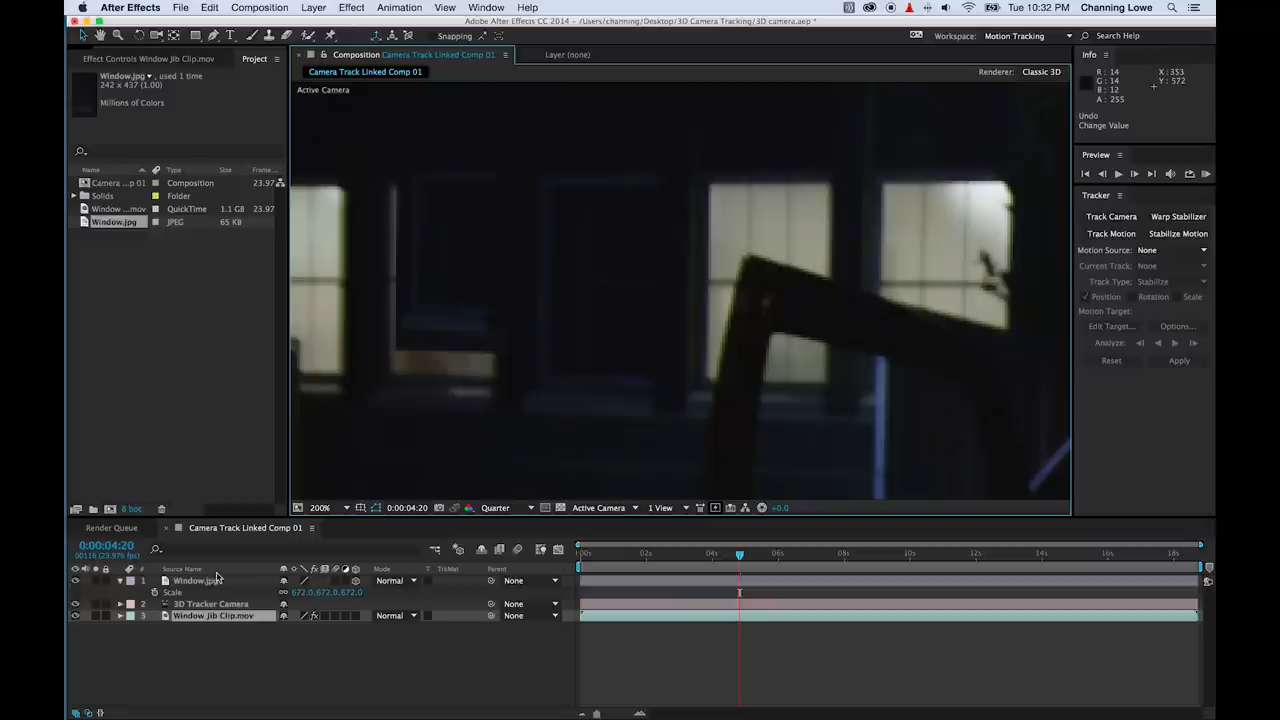 After Effects File Edit Composition Layer Effect Animation View Window Help Tue 10:32 PM Channing Lowe
Adobe After Effects CC 2014 - /Users/channing/Desktop/3D Camera Tracking/3D camera.aep *
Snapping Workspace: Motion Tracking Search Help
Effect Controls Window Jib Clip.mov Project Composition Camera Track Linked Comp 01 Layer (none) Info
Window.jpg , used 1 time
242 x 437 (1.00)
Millions of Colors
Camera Track Linked Comp 01 Renderer: Classic 3D
Active Camera
R: 14 X: 353
G: 14 Y: 572
B: 12
A: 255
Undo
Change Value
Preview
Name Type Size Frame...
Camera ...p 01 Composition 23.97
Solids Folder
Window ...mov QuickTime 1.1 GB 23.97
Window.jpg JPEG 65 KB
Tracker
Track Camera Warp Stabilizer
Track Motion Stabilize Motion
Motion Source: None
Current Track: None
Track Type: Stabilize
Position Rotation Scale
Motion Target:
Edit Target... Options...
Analyze:
Reset Apply
8 bpc
200% 0:00:04:20 Quarter Active Camera 1 View +0.0
Render Queue Camera Track Linked Comp 01
0:00:04:20
00116 (23.976 fps)
Source Name Mode T TrkMat Parent
:00s 02s 04s 06s 08s 10s 12s 14s 16s 18s
1 Window.jpg Normal None
Scale 672.0,672.0,672.0
2 3D Tracker Camera None
3 Window Jib Clip.mov Normal None